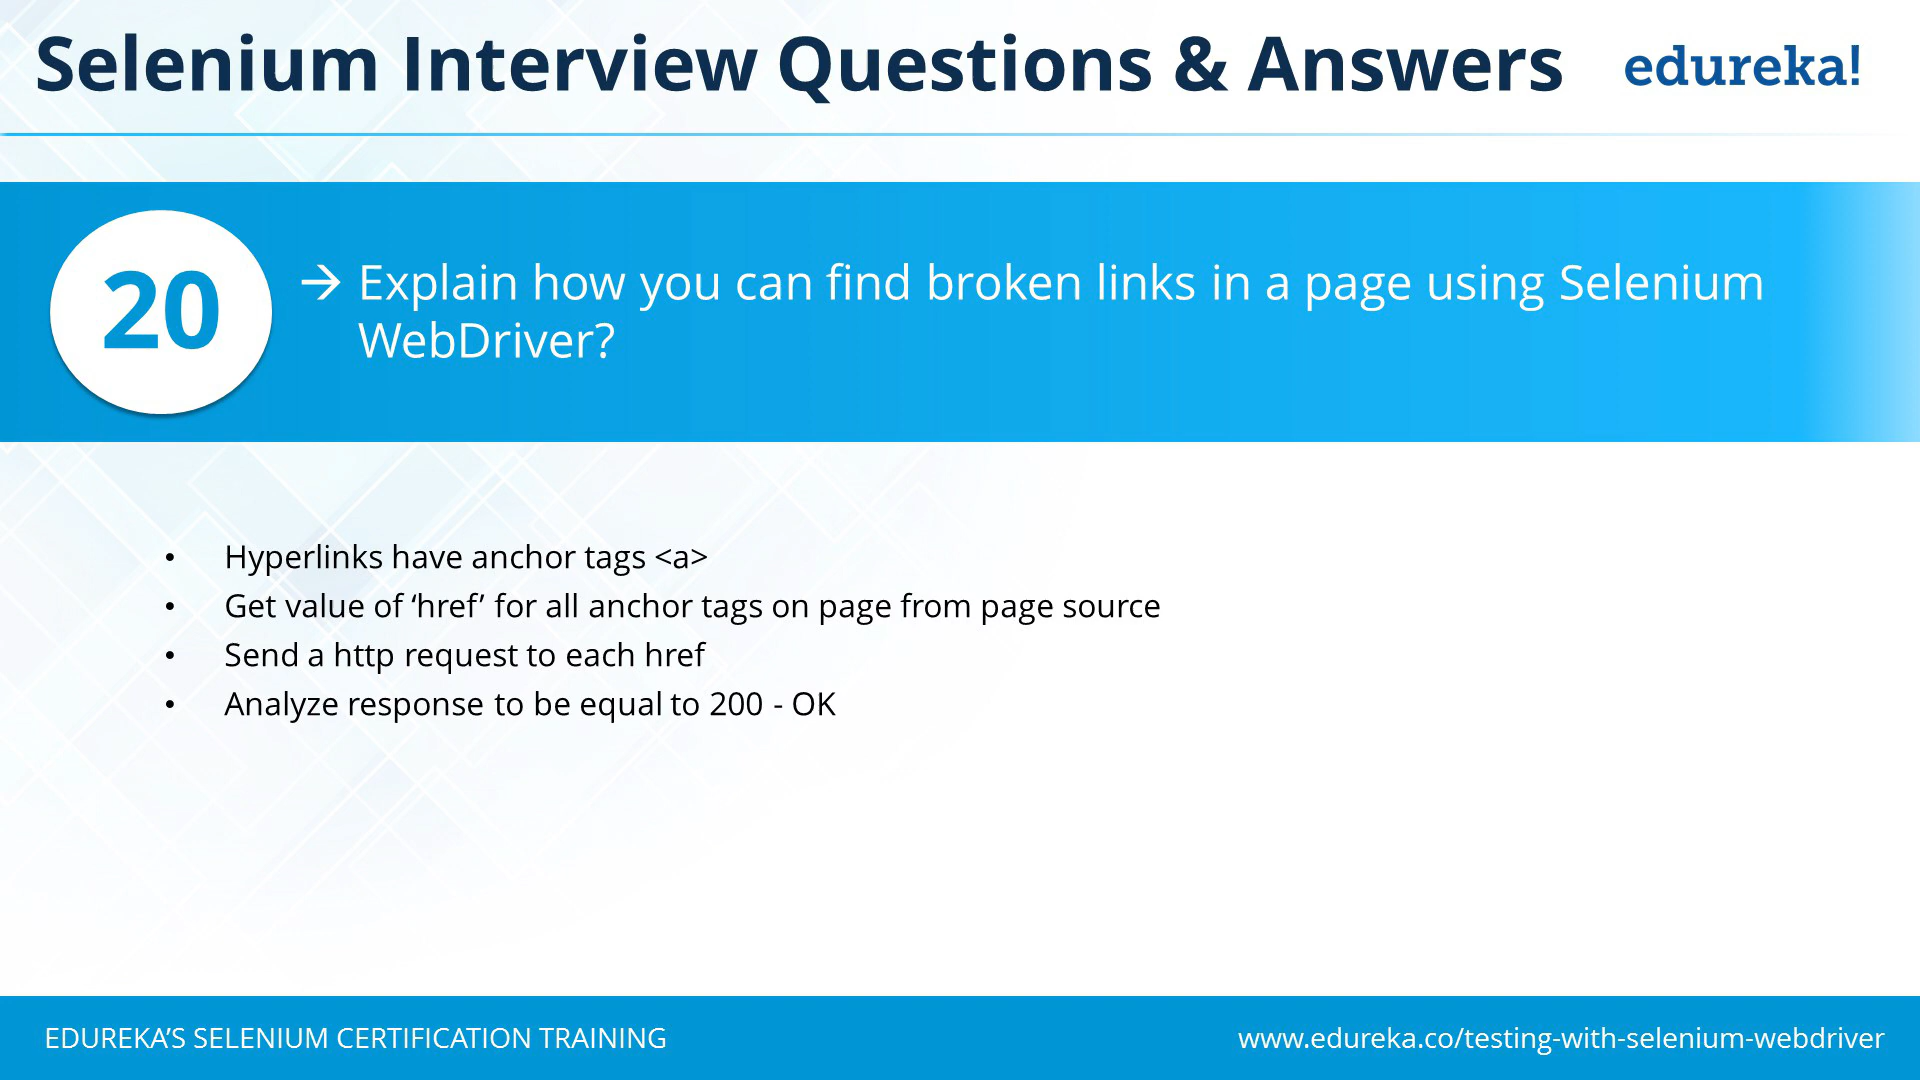 Selenium Interview Questions & Answers
edureka!
20
→ Explain how you can find broken links in a page using Selenium
WebDriver?
• Hyperlinks have anchor tags <a>
• Get value of ‘href’ for all anchor tags on page from page source
• Send a http request to each href
• Analyze response to be equal to 200 - OK
EDUREKA’S SELENIUM CERTIFICATION TRAINING
www.edureka.co/testing-with-selenium-webdriver